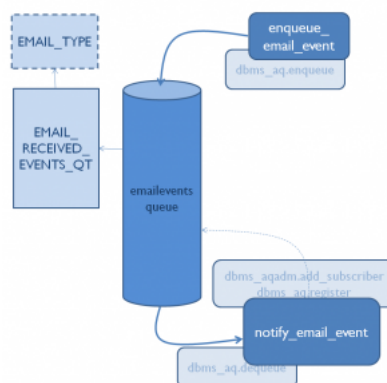 EMAIL_TYPE
enqueue_
email_event
dbms_aq.enqueue
EMAIL_
RECEIVED_
EVENTS_QT
emailevents
queue
dbms_aqadm.add_subscriber
dbms_aq.register
notify_email_event
dbms_aq.dequeue